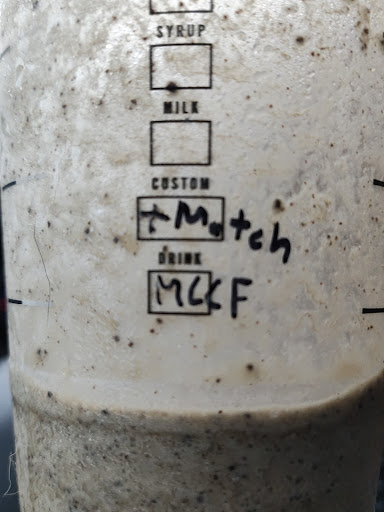 SYRUP
MILK
CUSTOM
+Match
DRINK
MCKF